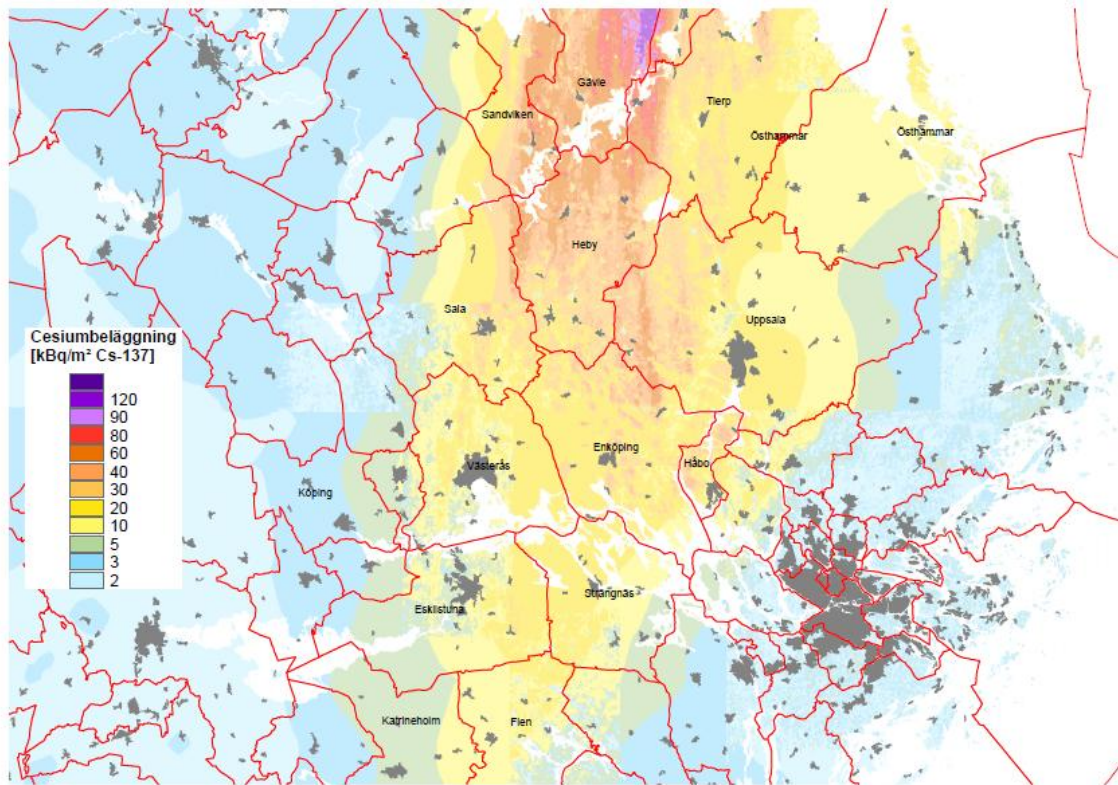 Gävle
Sandviken
Tierp
Östhammar
Östhammar
Heby
Sala
Uppsala
Cesiumbeläggning
[kBq/m² Cs-137]
120
90
80
60
40
30
20
10
5
3
2
Enköping
Västerås
Håbo
Köping
Strängnäs
Eskilstuna
Katrineholm
Flen